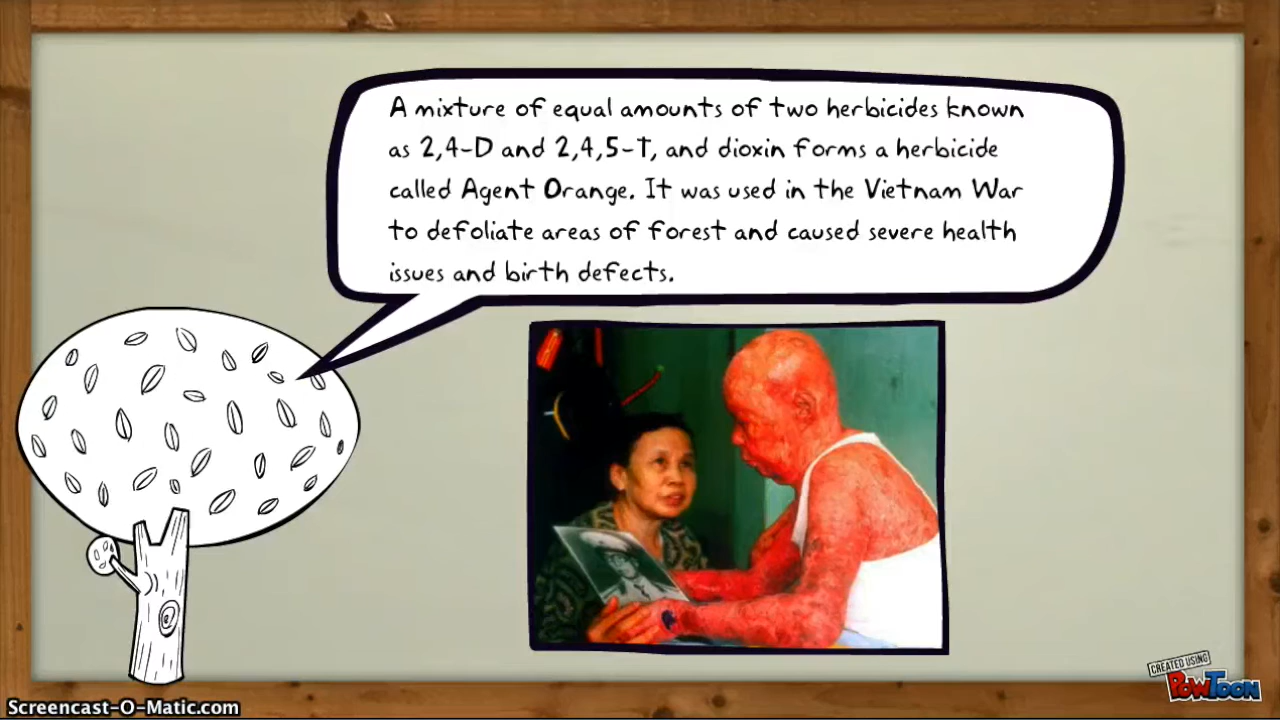 A mixture of equal amounts of two herbicides known
as 2,4-D and 2,4,5-T, and dioxin forms a herbicide
called Agent Orange. It was used in the Vietnam War
to defoliate areas of forest and caused severe health
issues and birth defects.
CREATED USING
PowToon
Screencast-O-Matic.com